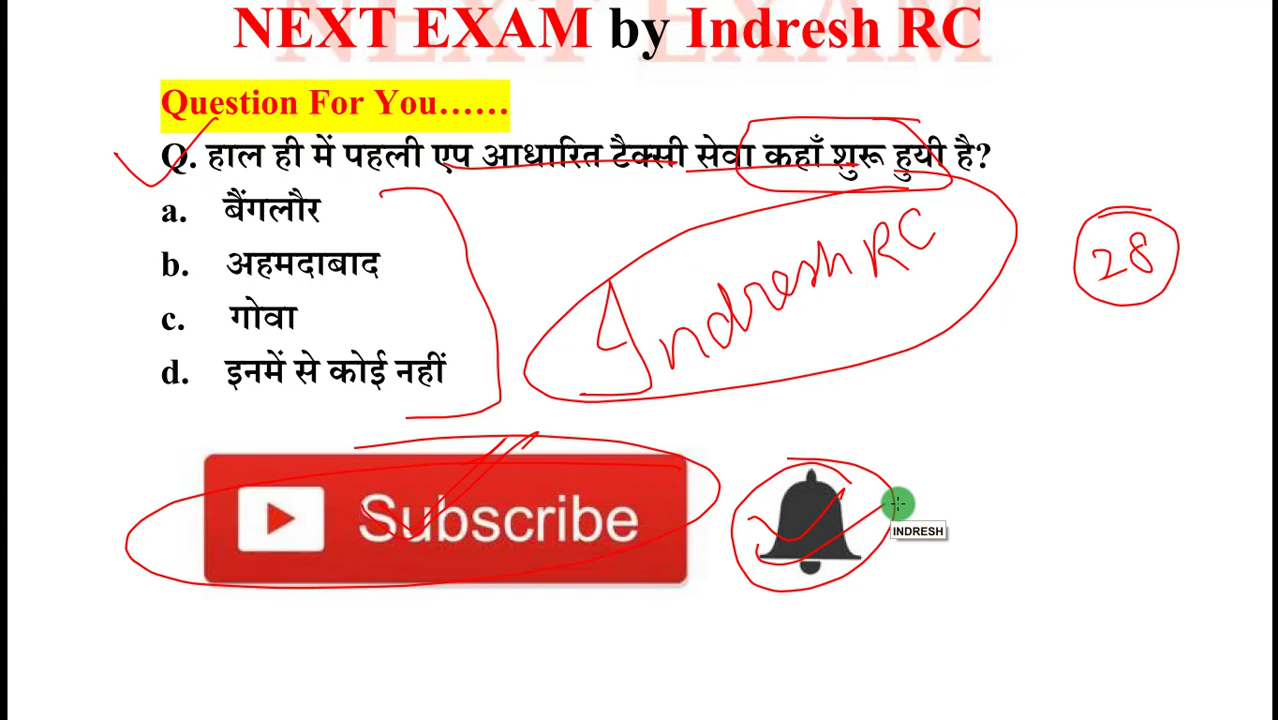 NEXT EXAM by Indresh RC
Question For You……
Q. हाल ही में पहली एप आधारित टैक्सी सेवा कहाँ शुरू हुयी है?
a. बैंगलौर
b. अहमदाबाद
c. गोवा
d. इनमें से कोई नहीं
Indresh RC
28
Subscribe
INDRESH